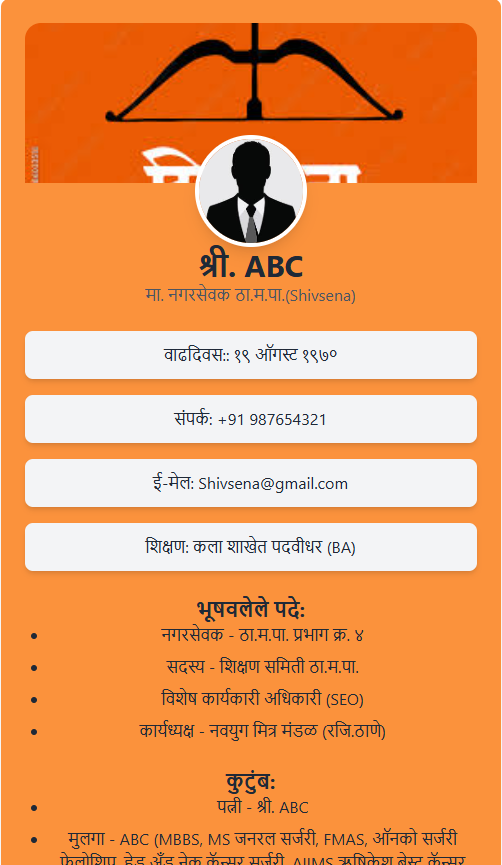 श्री. ABC
मा. नगरसेवक ठा.म.पा.(Shivsena)
वाढदिवस:: १९ ऑगस्ट १९७०
संपर्क: +91 987654321
ई-मेल: Shivsena@gmail.com
शिक्षण: कला शाखेत पदवीधर (BA)
भूषवलेले पदे:
नगरसेवक - ठा.म.पा. प्रभाग क्र. ४
सदस्य - शिक्षण समिती ठा.म.पा.
विशेष कार्यकारी अधिकारी (SEO)
कार्यध्यक्ष - नवयुग मित्र मंडळ (रजि.ठाणे)
कुटुंब:
पत्नी - श्री. ABC
मुलगा - ABC (MBBS, MS जनरल सर्जरी, FMAS, ऑनको सर्जरी
फेलोशिप, हेड अँड नेक कॅन्सर सर्जरी, AIIMS ऋषिकेश ब्रेस्ट कॅन्सर